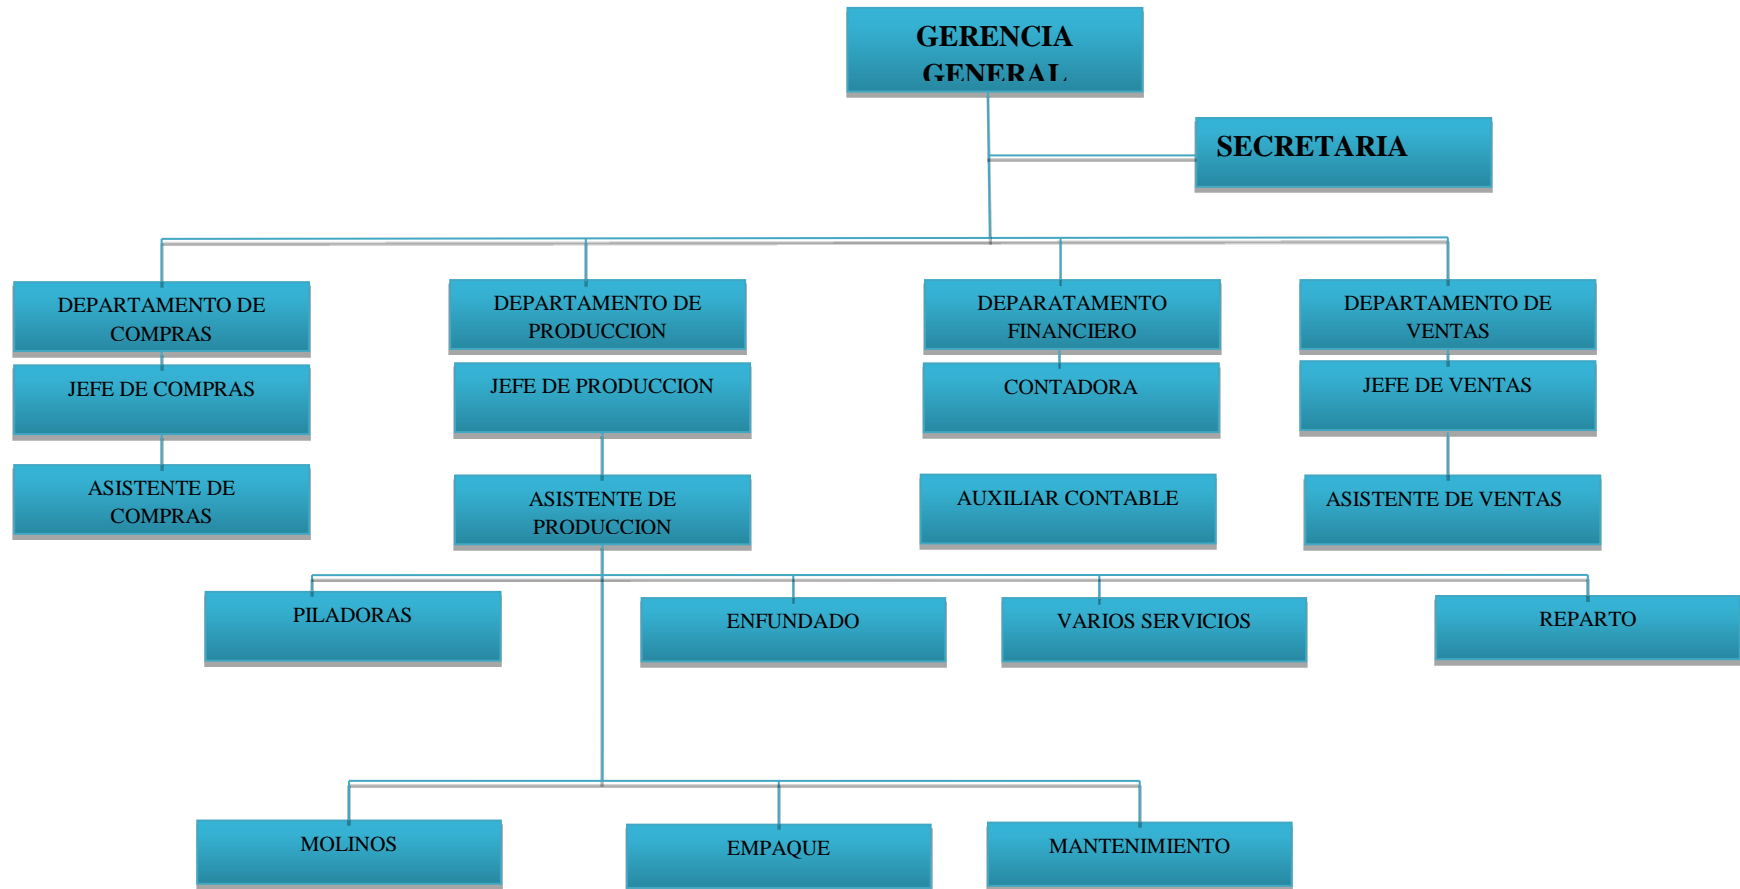 GERENCIA
GENERAL
SECRETARIA
DEPARTAMENTO DE
COMPRAS
DEPARTAMENTO DE
PRODUCCION
DEPARATAMENTO
FINANCIERO
DEPARTAMENTO DE
VENTAS
JEFE DE COMPRAS
JEFE DE PRODUCCION
CONTADORA
JEFE DE VENTAS
ASISTENTE DE
COMPRAS
ASISTENTE DE
PRODUCCION
AUXILIAR CONTABLE
ASISTENTE DE VENTAS
PILADORAS
ENFUNDADO
VARIOS SERVICIOS
REPARTO
MOLINOS
EMPAQUE
MANTENIMIENTO